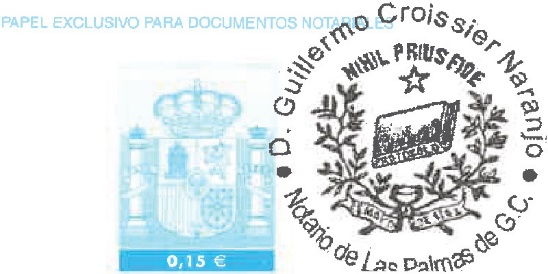 PAPEL EXCLUSIVO PARA DOCUMENTOS NOTARIALES
D. Guillermo Croissier Naranjo
NIHIL PRIUS FIDE
Notario de Las Palmas de G.C.
0,15 €